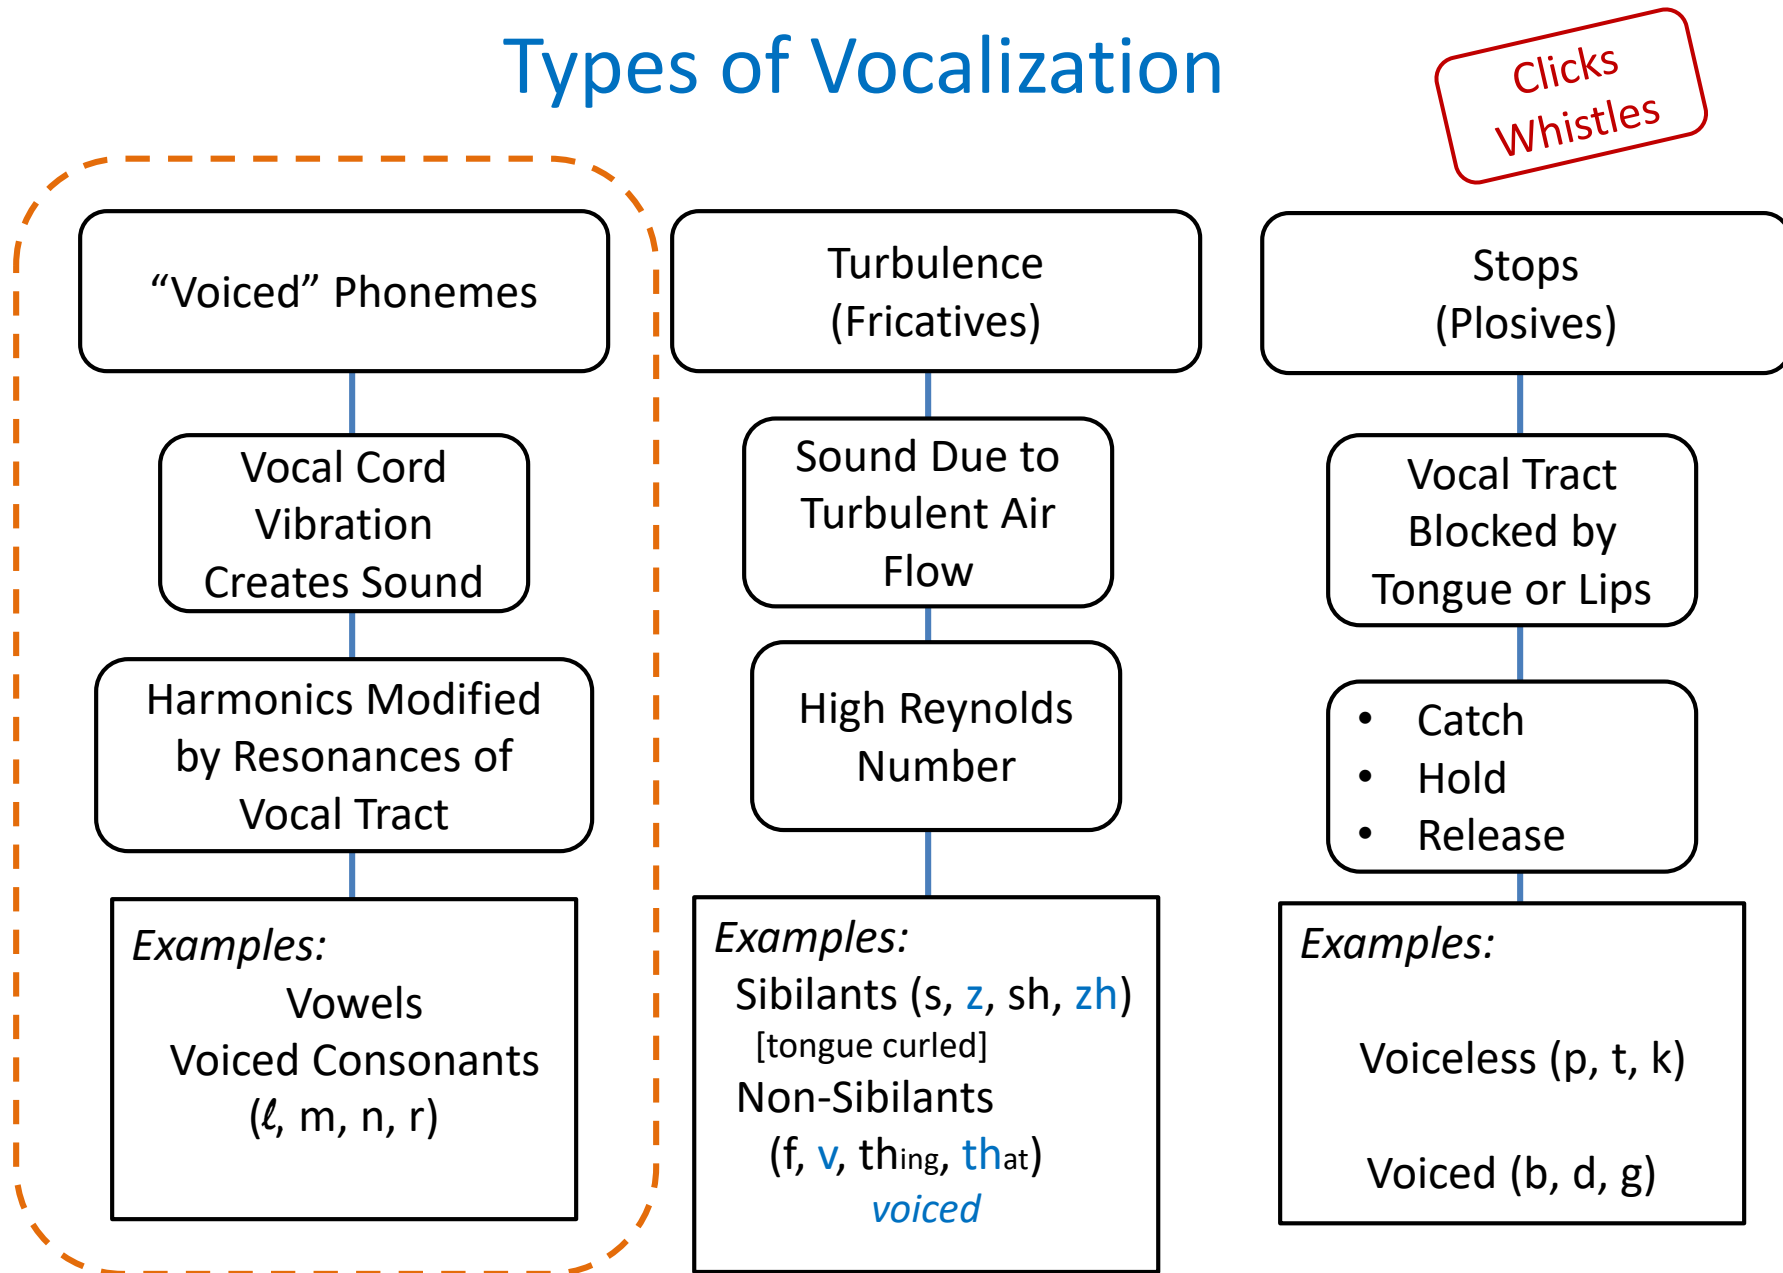 Types of Vocalization
Clicks
Whistles
“Voiced” Phonemes
Vocal Cord
Vibration
Creates Sound
Harmonics Modified
by Resonances of
Vocal Tract
Examples:
Vowels
Voiced Consonants
(ℓ, m, n, r)
Turbulence
(Fricatives)
Sound Due to
Turbulent Air
Flow
High Reynolds
Number
Examples:
Sibilants (s, z, sh, zh)
[tongue curled]
Non-Sibilants
(f, v, thing, that)
voiced
Stops
(Plosives)
Vocal Tract
Blocked by
Tongue or Lips
• Catch
• Hold
• Release
Examples:
Voiceless (p, t, k)
Voiced (b, d, g)